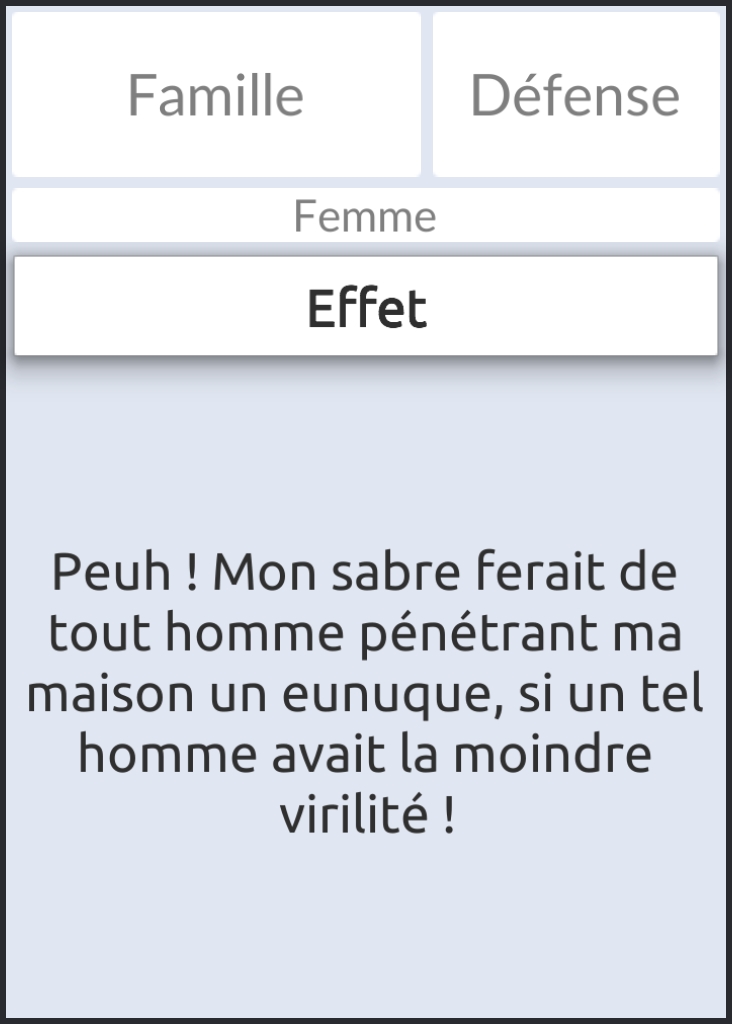 Famille
Défense
Femme
Effet
Peuh ! Mon sabre ferait de
tout homme pénétrant ma
maison un eunuque, si un tel
homme avait la moindre
virilité !